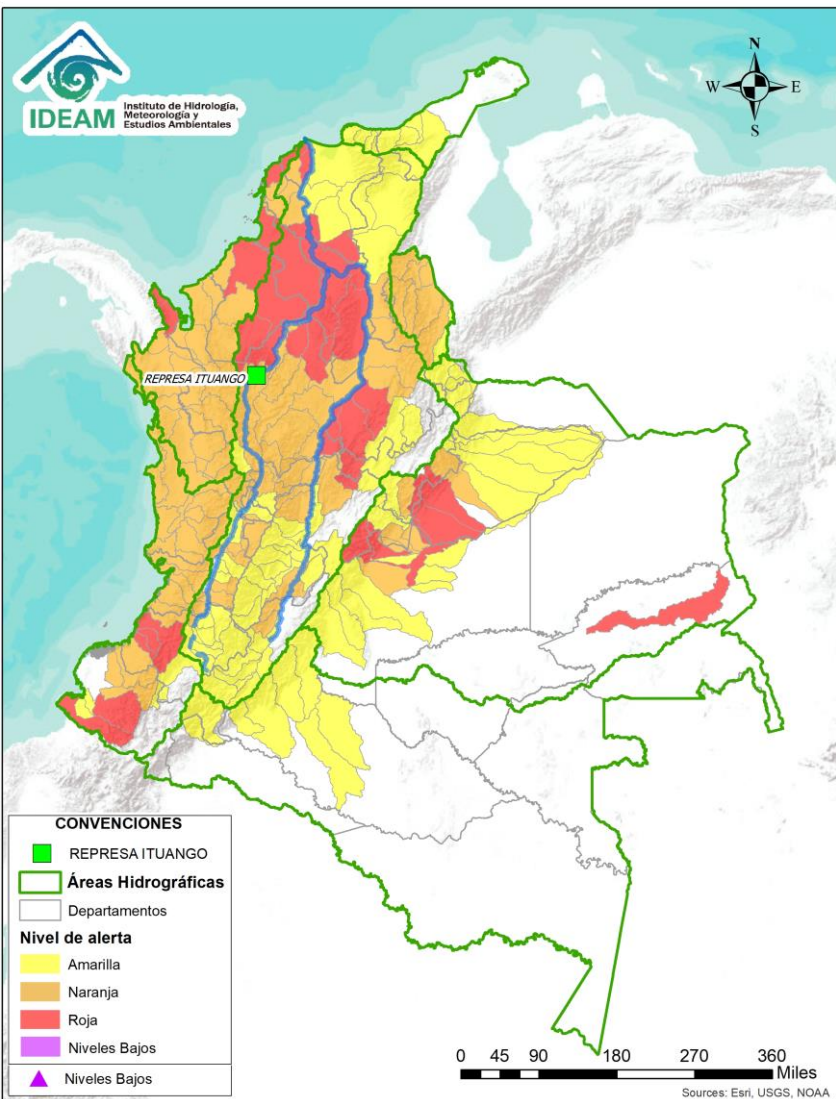 IDEAM
Instituto de Hidrología,
Meteorología y
Estudios Ambientales
N
W
E
S
REPRESA ITUANGO
CONVENCIONES
REPRESA ITUANGO
Áreas Hidrográficas
Departamentos
Nivel de alerta
Amarilla
Naranja
Roja
Niveles Bajos
Niveles Bajos
0 45 90 180 270 360
Miles
Sources: Esri, USGS, NOAA